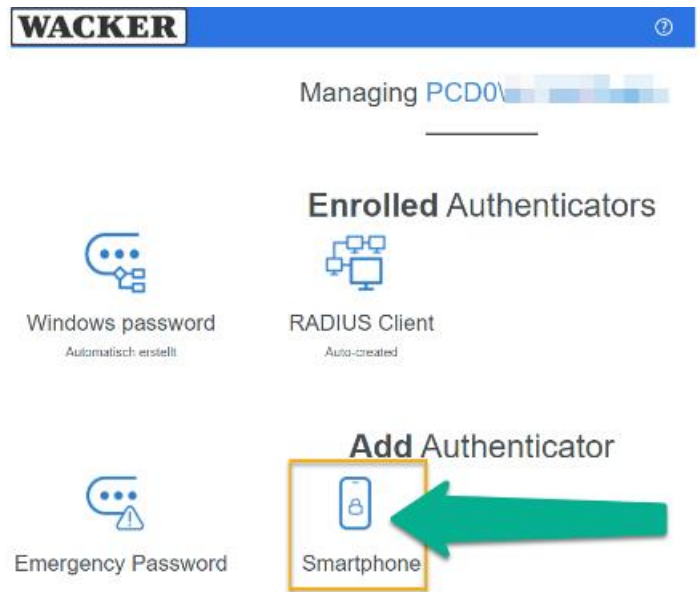 WACKER
Managing PCD0\
Enrolled Authenticators
Windows password
Automatisch erstellt
RADIUS Client
Auto-created
Add Authenticator
Emergency Password
Smartphone